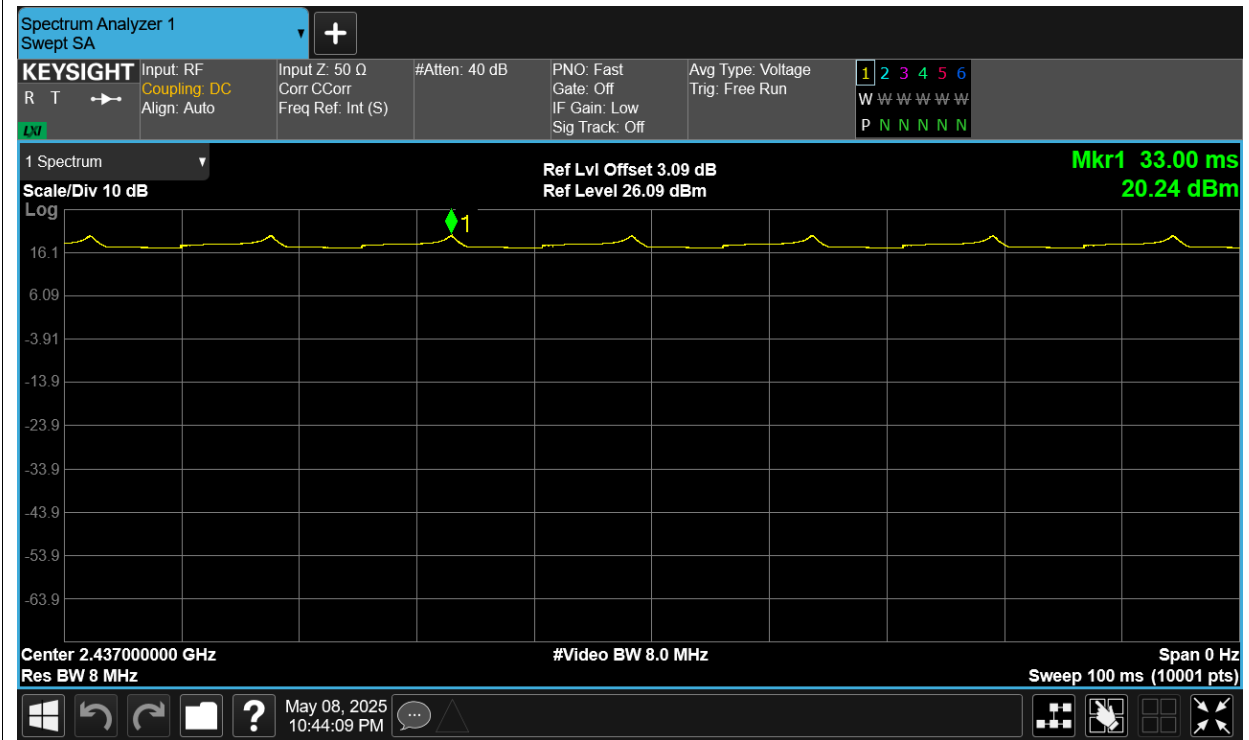 Spectrum Analyzer 1
Swept SA
▼
+
KEYSIGHT
R T
LXI
Input: RF
Coupling: DC
Align: Auto
Input Z: 50 Ω
Corr CCorr
Freq Ref: Int (S)
#Atten: 40 dB
PNO: Fast
Gate: Off
IF Gain: Low
Sig Track: Off
Avg Type: Voltage
Trig: Free Run
1 2 3 4 5 6
W W W W W W
P N N N N N
1 Spectrum ▼
Scale/Div 10 dB
Log
Ref Lvl Offset 3.09 dB
Ref Level 26.09 dBm
Mkr1 33.00 ms
20.24 dBm
1
16.1
6.09
-3.91
-13.9
-23.9
-33.9
-43.9
-53.9
-63.9
Center 2.437000000 GHz
Res BW 8 MHz
#Video BW 8.0 MHz
Span 0 Hz
Sweep 100 ms (10001 pts)
?
May 08, 2025
10:44:09 PM